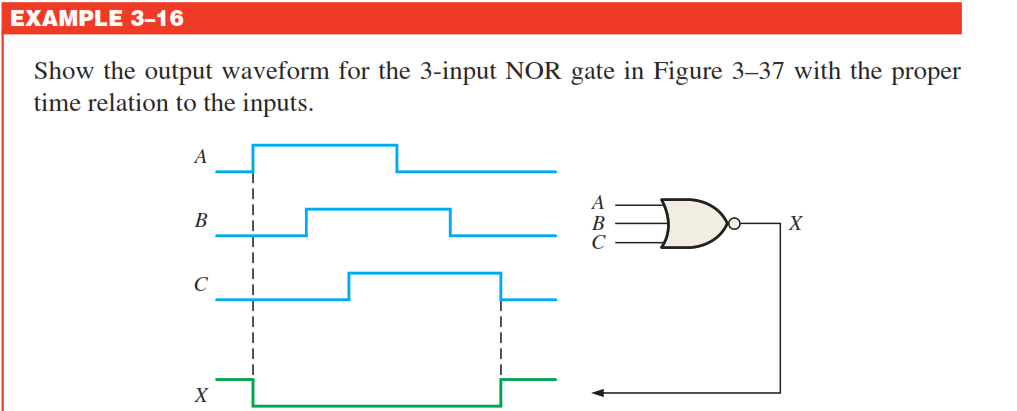 EXAMPLE 3–16
Show the output waveform for the 3-input NOR gate in Figure 3–37 with the proper
time relation to the inputs.
A
B
C
X
A
B
C
X